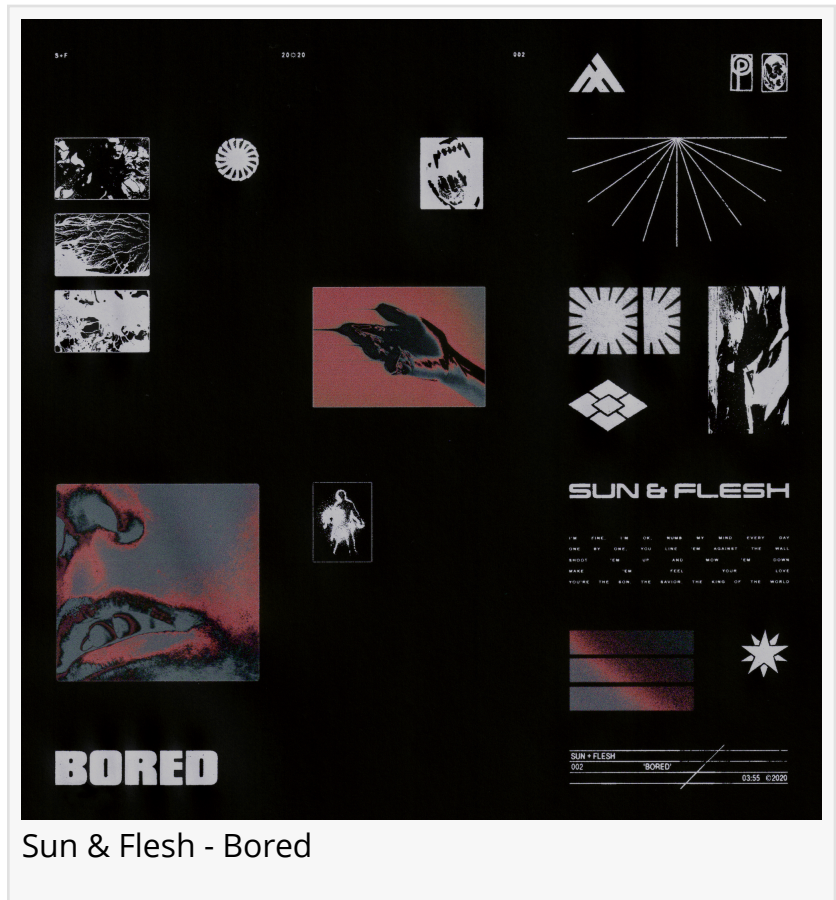 S+F
20○20
002
SUN & FLESH
I'M FINE, I'M OK, NUMB MY MIND EVERY DAY
ONE BY ONE, YOU LINE 'EM AGAINST THE WALL
SHOOT 'EM UP AND MOW 'EM DOWN
MAKE 'EM FEEL YOUR LOVE
YOU'RE THE SON, THE SAVIOR, THE KING OF THE WORLD
BORED
SUN + FLESH
002 'BORED'
03:55 ©2020
Sun & Flesh - Bored